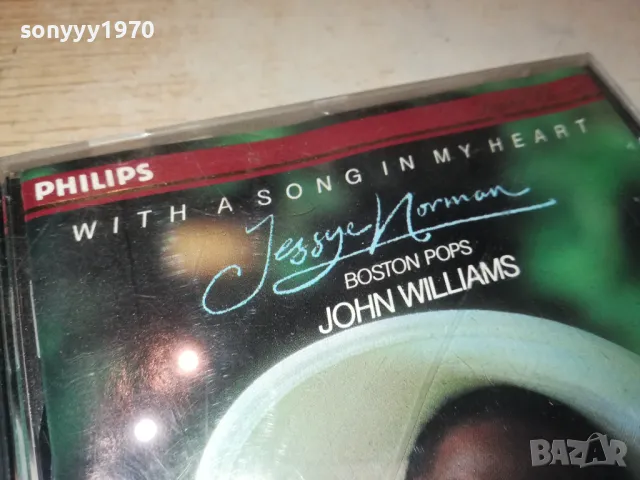 sonyyy1970
PHILIPS
WITH A SONG IN MY HEART
Jessye Norman
BOSTON POPS
JOHN WILLIAMS
BAZAR